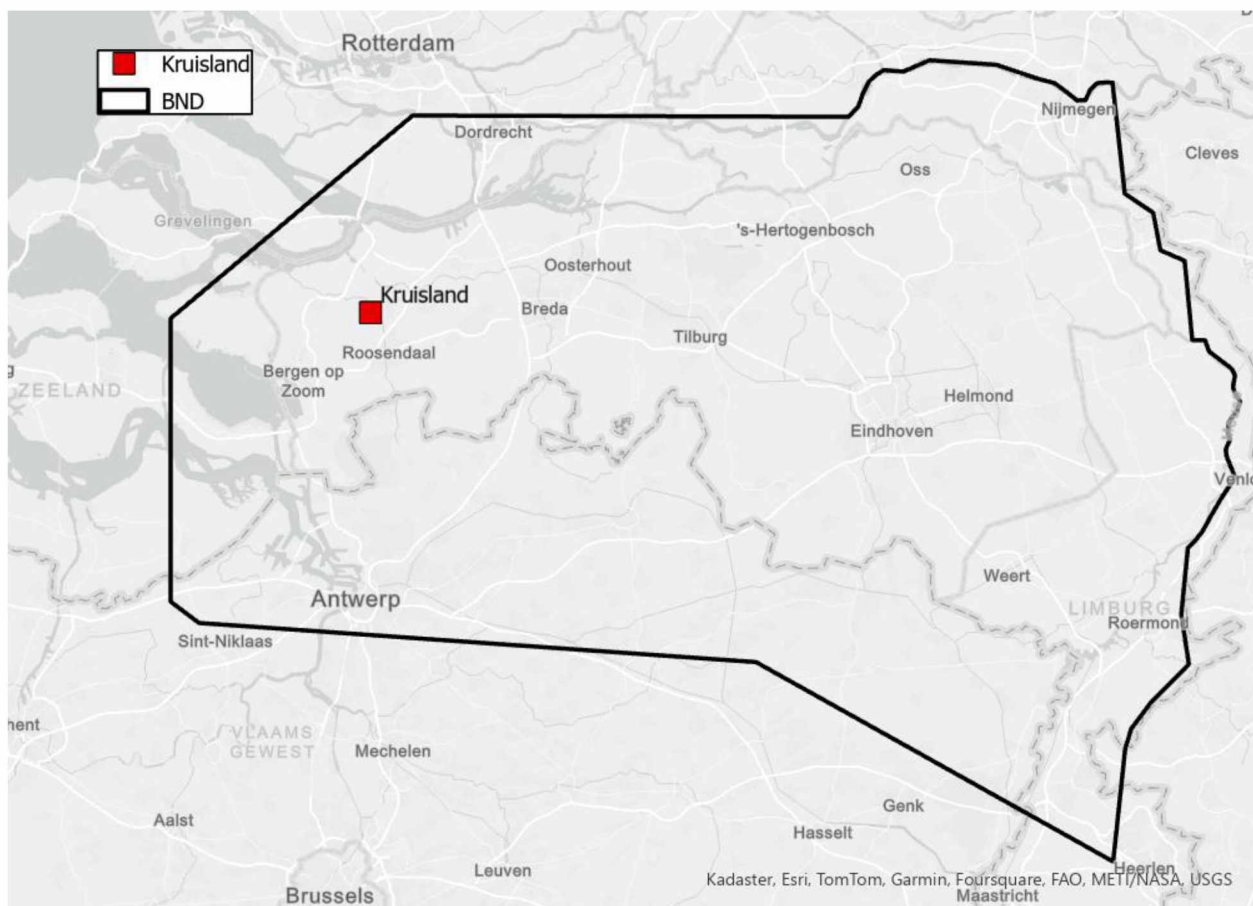 Rotterdam
Kruisland
BND
Nijmegen
Dordrecht
Cleves
Oss
Grevelingen
's-Hertogenbosch
Oosterhout
Kruisland
Breda
Tilburg
Roosendaal
Bergen op
Zoom
ZEELAND
Helmond
Eindhoven
Venlo
Weert
Antwerp
LIMBURG
Roermond
Sint-Niklaas
hent
VLAAMS
GEWEST
Mechelen
Genk
Aalst
Hasselt
Leuven
Heerlen
Kadaster, Esri, TomTom, Garmin, Foursquare, FAO, METI/NASA, USGS
Brussels
Maastricht